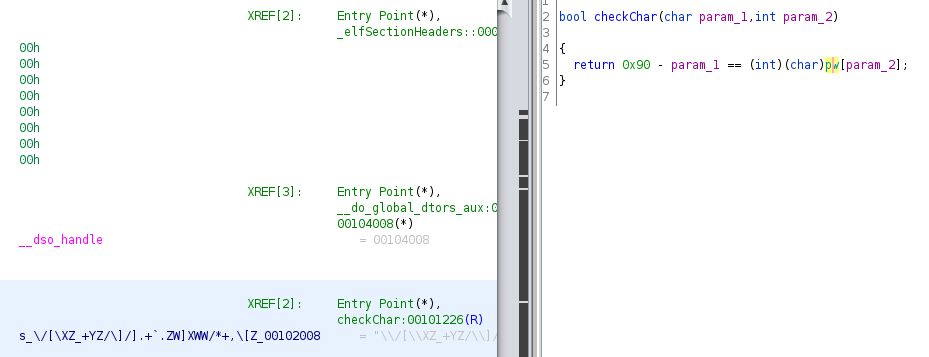 XREF[2]: Entry Point(*),
_elfSectionHeaders::000
00h
00h
00h
00h
00h
00h
00h
00h
XREF[3]: Entry Point(*),
__do_global_dtors_aux:0
00104008(*)
__dso_handle = 00104008
XREF[2]: Entry Point(*),
checkChar:00101226(R)
s_\/[\XZ_+YZ/\]/].+`.ZW]XWW/*+,\[Z_00102008 = "\\/[\\XZ_+YZ/\\]/
1
2 bool checkChar(char param_1,int param_2)
3
4 {
5 return 0x90 - param_1 == (int)(char)pw[param_2];
6 }
7